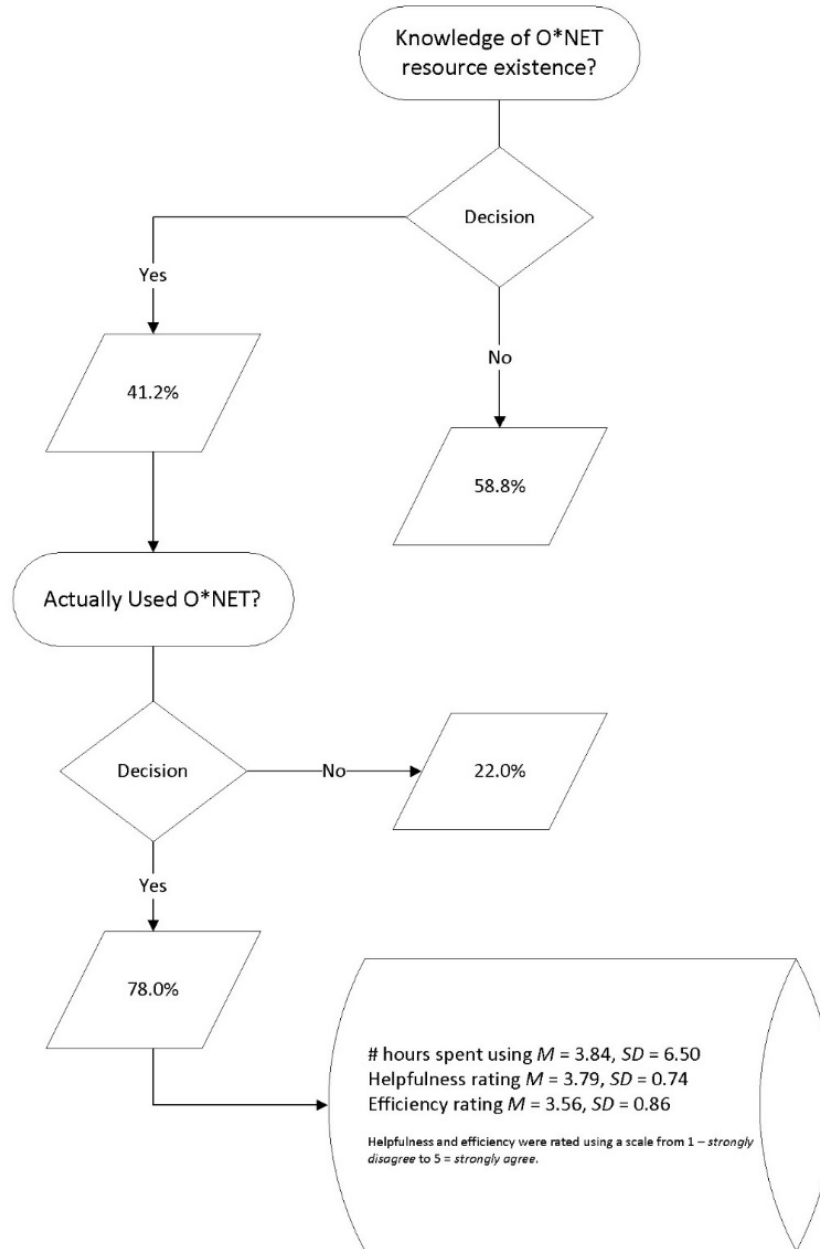 Knowledge of O*NET
resource existence?
Decision
Yes
No
41.2%
58.8%
Actually Used O*NET?
Decision
No
22.0%
Yes
78.0%
# hours spent using M = 3.84, SD = 6.50
Helpfulness rating M = 3.79, SD = 0.74
Efficiency rating M = 3.56, SD = 0.86
Helpfulness and efficiency were rated using a scale from 1 – strongly
disagree to 5 = strongly agree.